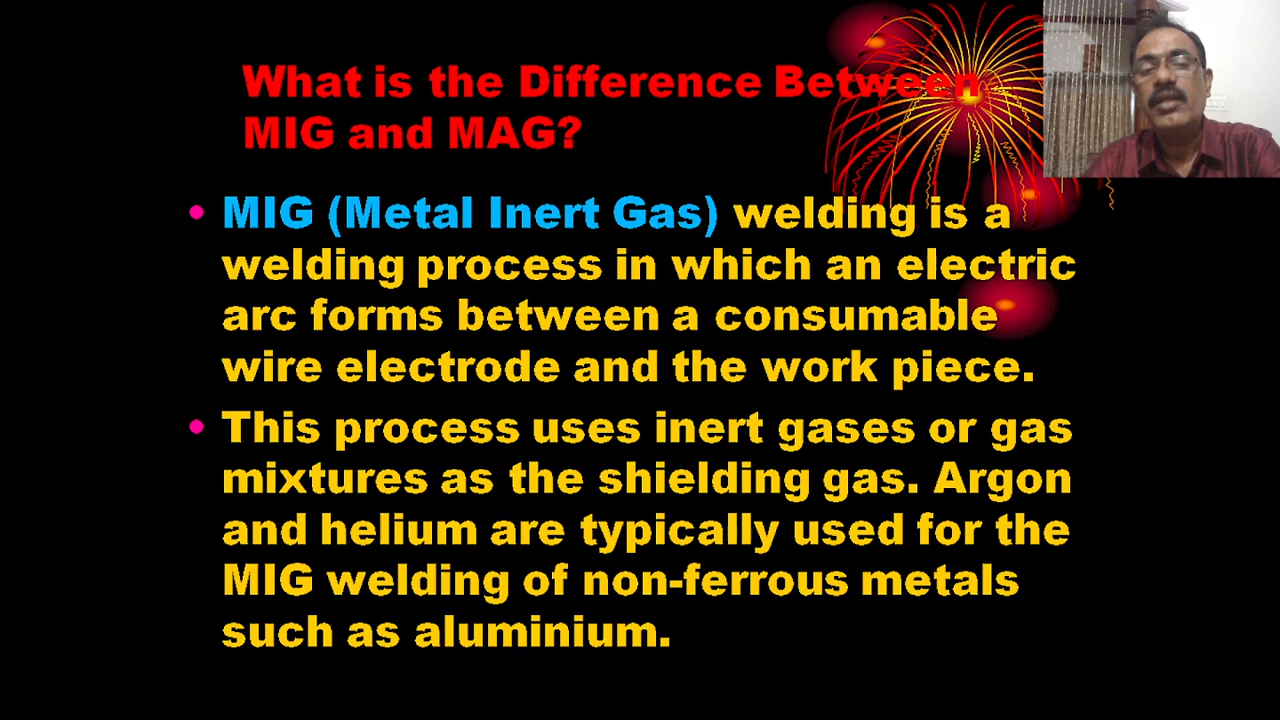 What is the Difference Between
MIG and MAG?
• MIG (Metal Inert Gas) welding is a
welding process in which an electric
arc forms between a consumable
wire electrode and the work piece.
• This process uses inert gases or gas
mixtures as the shielding gas. Argon
and helium are typically used for the
MIG welding of non-ferrous metals
such as aluminium.